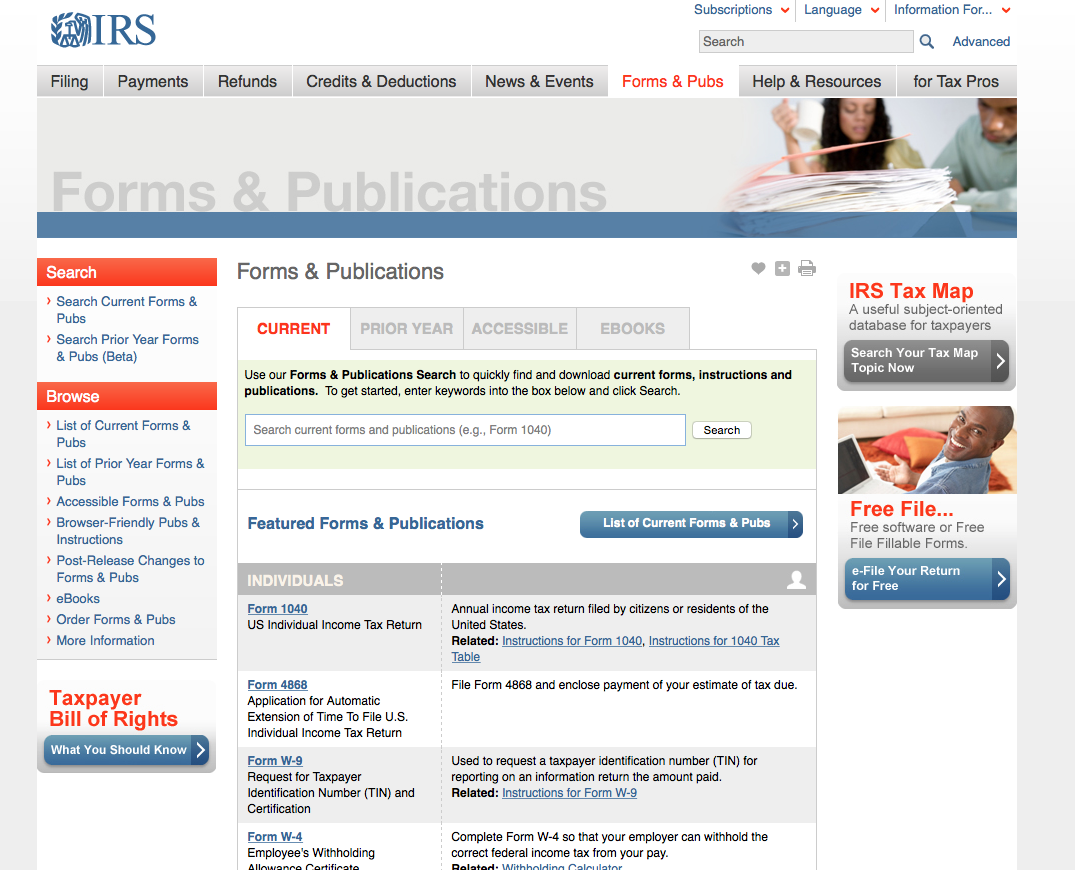 IRS
Subscriptions
Language
Information For...
Search
Advanced
Filing
Payments
Refunds
Credits & Deductions
News & Events
Forms & Pubs
Help & Resources
for Tax Pros
Forms & Publications
Search
Search Current Forms &
Pubs
Search Prior Year Forms
& Pubs (Beta)
Browse
List of Current Forms &
Pubs
List of Prior Year Forms &
Pubs
Accessible Forms & Pubs
Browser-Friendly Pubs &
Instructions
Post-Release Changes to
Forms & Pubs
eBooks
Order Forms & Pubs
More Information
Taxpayer
Bill of Rights
What You Should Know
Forms & Publications
CURRENT
PRIOR YEAR
ACCESSIBLE
EBOOKS
Use our Forms & Publications Search to quickly find and download current forms, instructions and
publications. To get started, enter keywords into the box below and click Search.
Search current forms and publications (e.g., Form 1040)
Search
Featured Forms & Publications
List of Current Forms & Pubs
INDIVIDUALS
Form 1040
US Individual Income Tax Return
Annual income tax return filed by citizens or residents of the
United States.
Related: Instructions for Form 1040, Instructions for 1040 Tax
Table
Form 4868
Application for Automatic
Extension of Time To File U.S.
Individual Income Tax Return
File Form 4868 and enclose payment of your estimate of tax due.
Form W-9
Request for Taxpayer
Identification Number (TIN) and
Certification
Used to request a taxpayer identification number (TIN) for
reporting on an information return the amount paid.
Related: Instructions for Form W-9
Form W-4
Employee's Withholding
Allowance Certificate
Complete Form W-4 so that your employer can withhold the
correct federal income tax from your pay.
Related: Withholding Calculator
IRS Tax Map
A useful subject-oriented
database for taxpayers
Search Your Tax Map
Topic Now
Free File...
Free software or Free
File Fillable Forms.
e-File Your Return
for Free